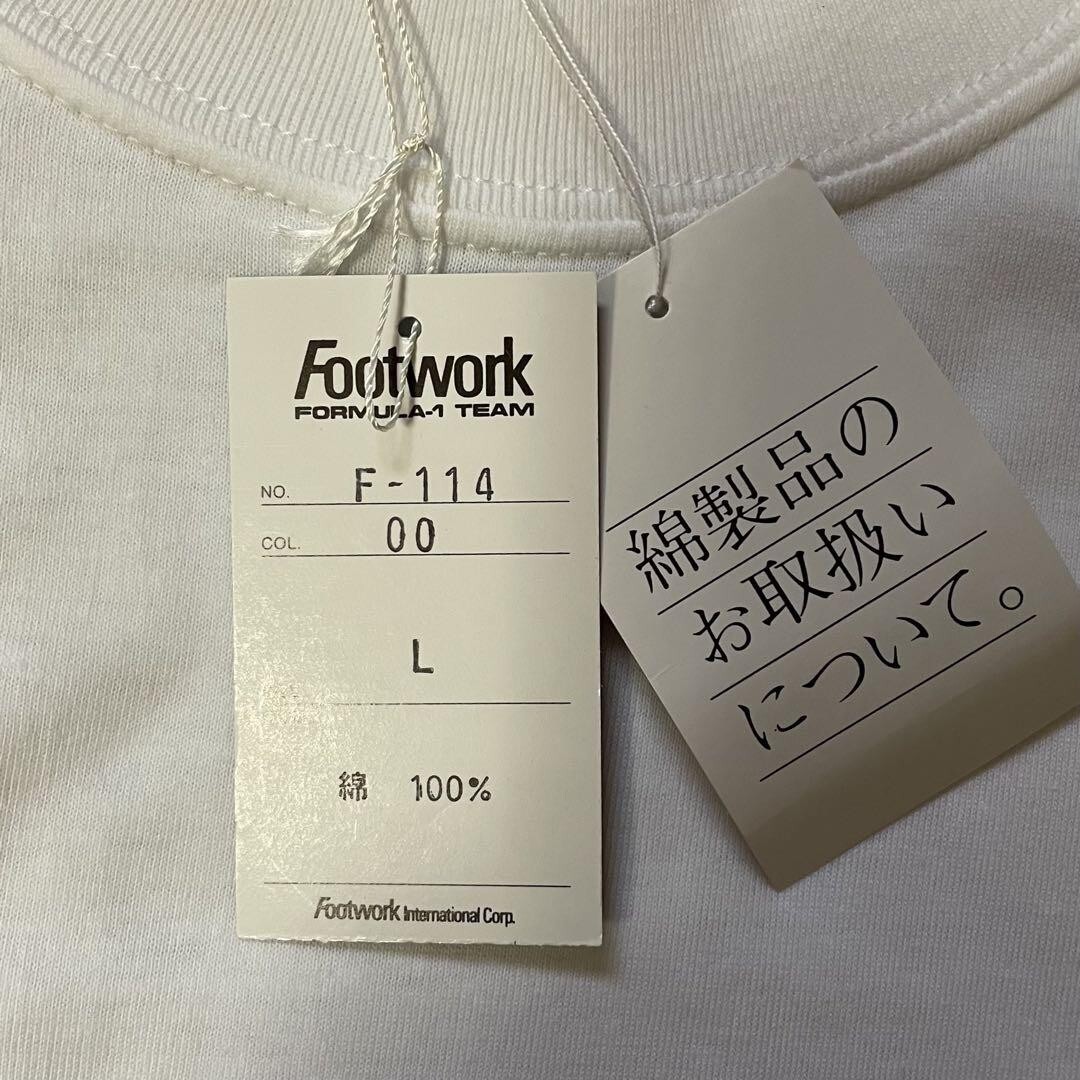 Footwork
FORMULA-1 TEAM
NO. F-114
COL. 00
L
綿 100%
Footwork International Corp.
綿製品の
お取扱い
について。